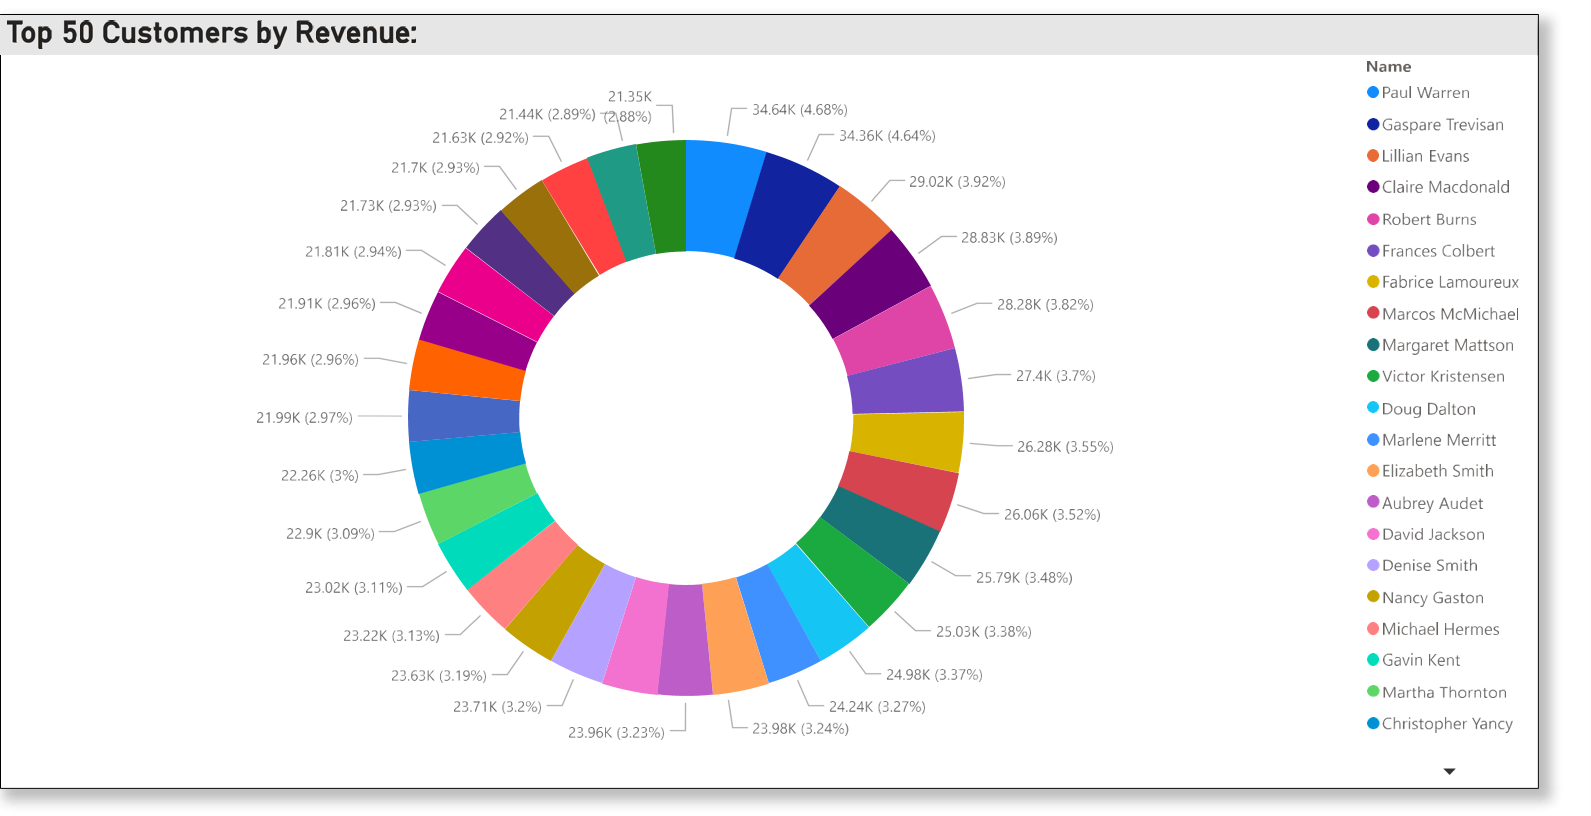 Top 50 Customers by Revenue:
34.64K (4.68%)
34.36K (4.64%)
29.02K (3.92%)
28.83K (3.89%)
28.28K (3.82%)
27.4K (3.7%)
26.28K (3.55%)
26.06K (3.52%)
25.79K (3.48%)
25.03K (3.38%)
24.98K (3.37%)
24.24K (3.27%)
23.98K (3.24%)
23.96K (3.23%)
23.71K (3.2%)
23.63K (3.19%)
23.22K (3.13%)
23.02K (3.11%)
22.9K (3.09%)
22.26K (3%)
21.99K (2.97%)
21.96K (2.96%)
21.91K (2.96%)
21.81K (2.94%)
21.73K (2.93%)
21.7K (2.93%)
21.63K (2.92%)
21.44K (2.89%)
21.35K
(2.88%)
Name
Paul Warren
Gaspare Trevisan
Lillian Evans
Claire Macdonald
Robert Burns
Frances Colbert
Fabrice Lamoureux
Marcos McMichael
Margaret Mattson
Victor Kristensen
Doug Dalton
Marlene Merritt
Elizabeth Smith
Aubrey Audet
David Jackson
Denise Smith
Nancy Gaston
Michael Hermes
Gavin Kent
Martha Thornton
Christopher Yancy